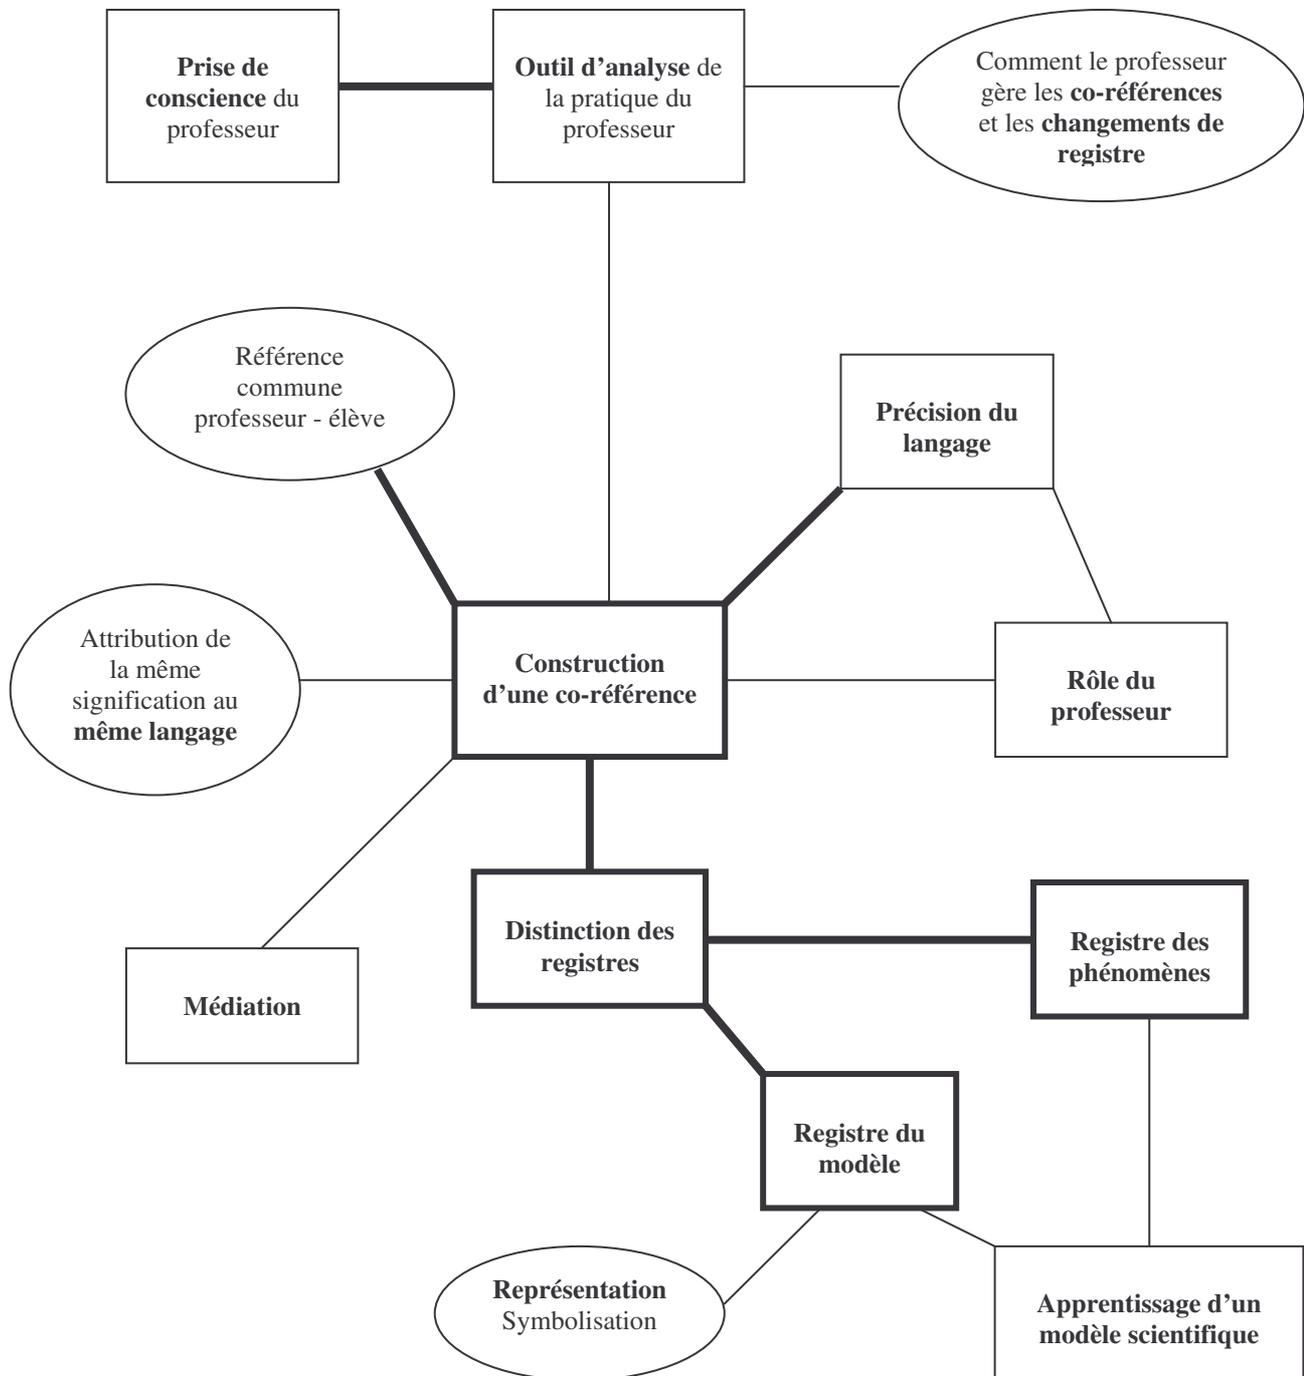 Prise de
conscience du
professeur
Outil d’analyse de
la pratique du
professeur
Comment le professeur
gère les co-références
et les changements de
registre
Référence
commune
professeur - élève
Précision du
langage
Attribution de
la même
signification au
même langage
Construction
d’une co-référence
Rôle du
professeur
Distinction des
registres
Registre des
phénomènes
Médiation
Registre du
modèle
Représentation
Symbolisation
Apprentissage d’un
modèle scientifique